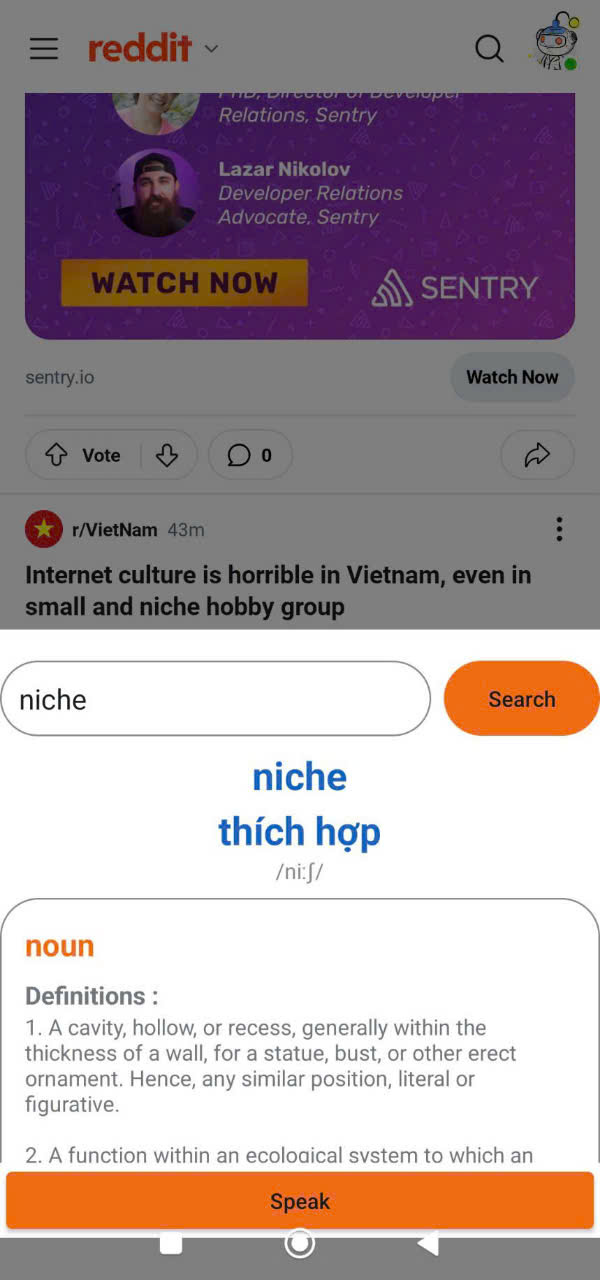 reddit
PhD, Director of Developer
Relations, Sentry
Lazar Nikolov
Developer Relations
Advocate, Sentry
WATCH NOW
SENTRY
sentry.io
Watch Now
Vote
0
r/VietNam 43m
Internet culture is horrible in Vietnam, even in
small and niche hobby group
niche
Search
niche
thích hợp
/niːʃ/
noun
Definitions :
1. A cavity, hollow, or recess, generally within the
thickness of a wall, for a statue, bust, or other erect
ornament. Hence, any similar position, literal or
figurative.
2. A function within an ecological system to which an
Speak